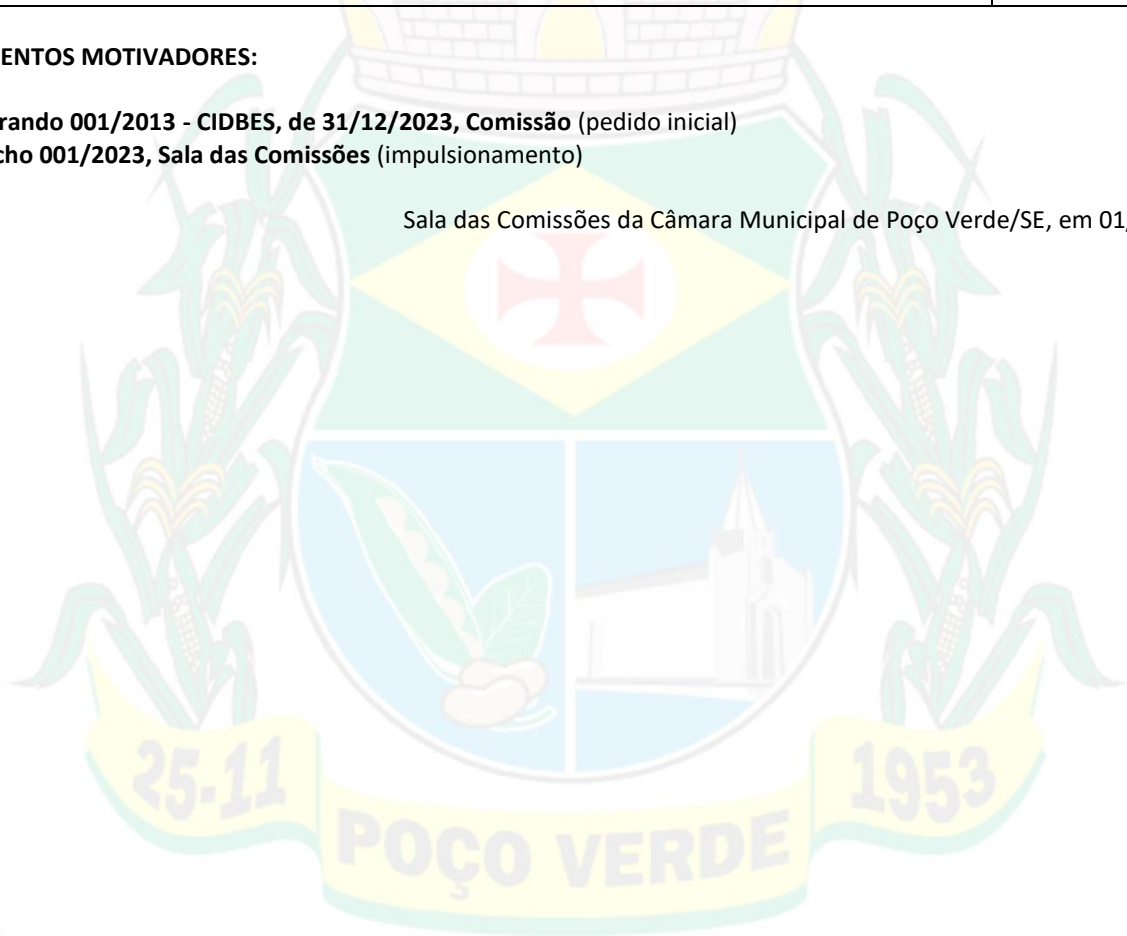 ENTOS MOTIVADORES:
rando 001/2013 - CIDBES, de 31/12/2023, Comissão (pedido inicial)
cho 001/2023, Sala das Comissões (impulsionamento)
Sala das Comissões da Câmara Municipal de Poço Verde/SE, em 01,
25-11
1953
POÇO VERDE